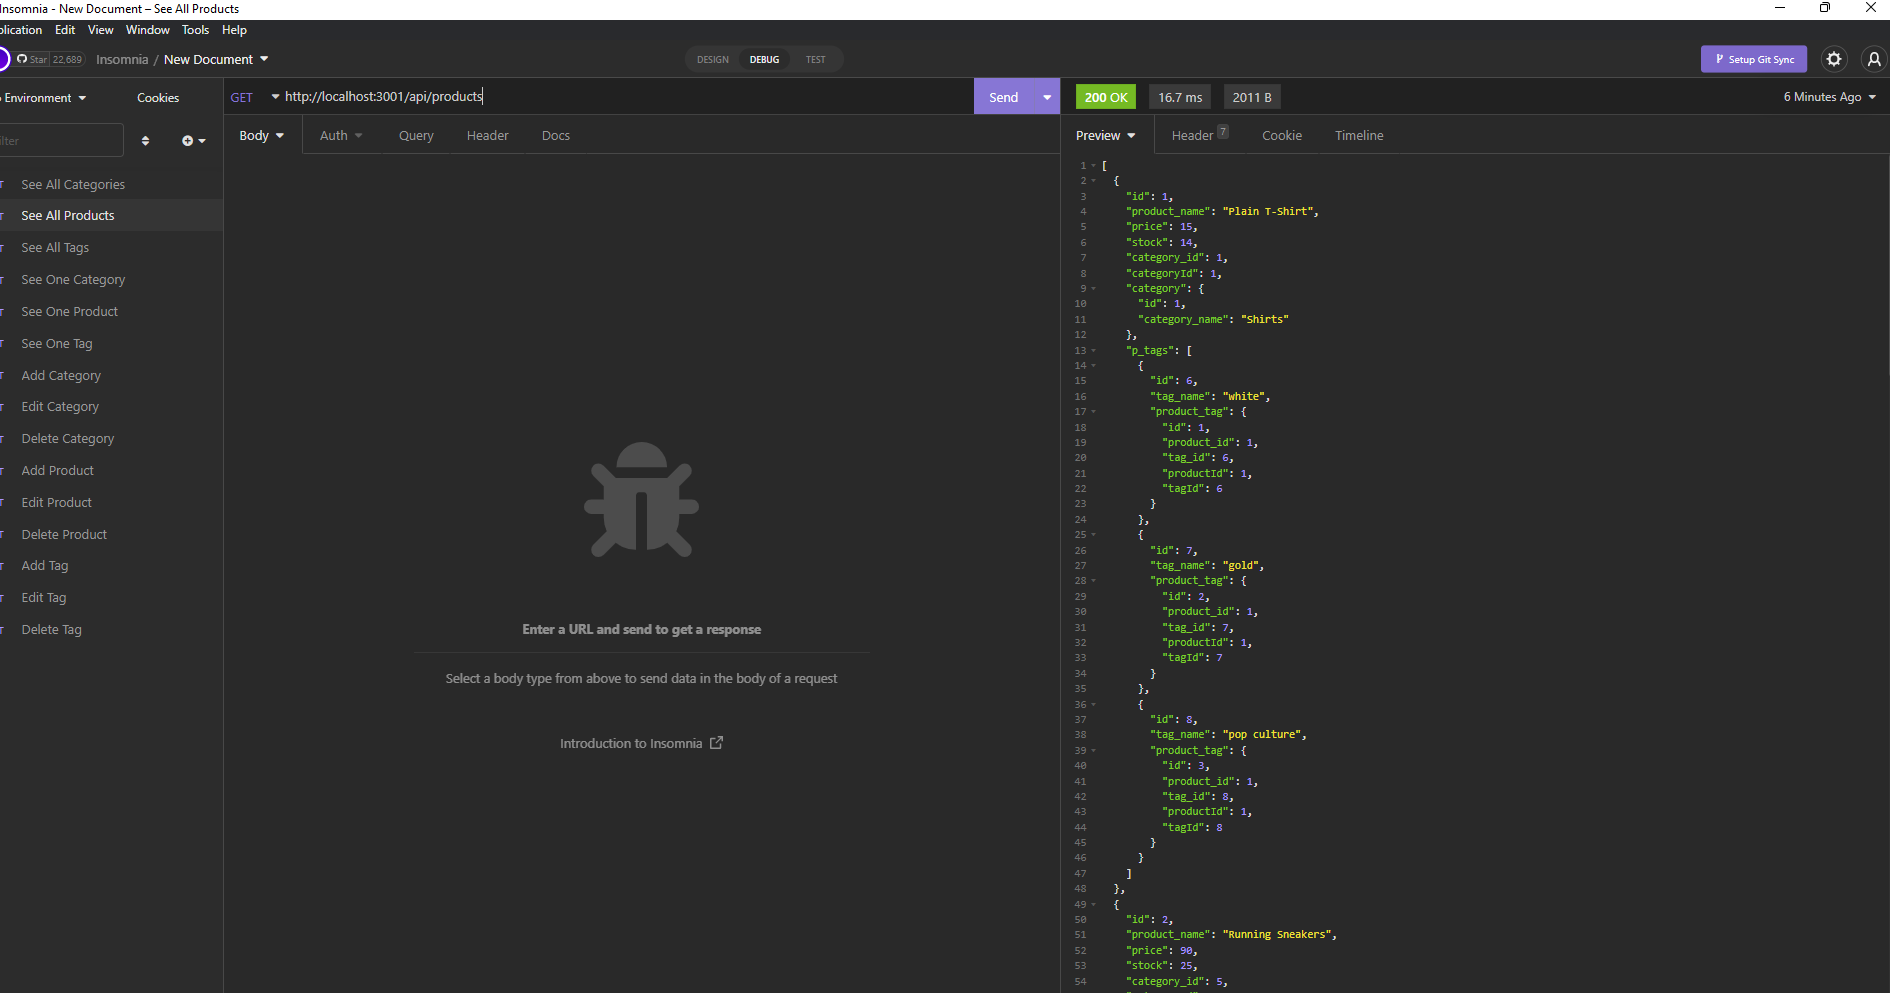 Insomnia - New Document – See All Products
plication Edit View Window Tools Help
Star 22,689 Insomnia / New Document DESIGN DEBUG TEST Setup Git Sync
Environment Cookies
GET http://localhost:3001/api/products Send 200 OK 16.7 ms 2011 B 6 Minutes Ago
Body Auth Query Header Docs
Preview Header 7 Cookie Timeline
See All Categories
See All Products
See All Tags
See One Category
See One Product
See One Tag
Add Category
Edit Category
Delete Category
Add Product
Edit Product
Delete Product
Add Tag
Edit Tag
Delete Tag
Enter a URL and send to get a response
Select a body type from above to send data in the body of a request
Introduction to Insomnia
1 [
2 {
3 "id": 1,
4 "product_name": "Plain T-Shirt",
5 "price": 15,
6 "stock": 14,
7 "category_id": 1,
8 "categoryId": 1,
9 "category": {
10 "id": 1,
11 "category_name": "Shirts"
12 },
13 "p_tags": [
14 {
15 "id": 6,
16 "tag_name": "white",
17 "product_tag": {
18 "id": 1,
19 "product_id": 1,
20 "tag_id": 6,
21 "productId": 1,
22 "tagId": 6
23 }
24 },
25 {
26 "id": 7,
27 "tag_name": "gold",
28 "product_tag": {
29 "id": 2,
30 "product_id": 1,
31 "tag_id": 7,
32 "productId": 1,
33 "tagId": 7
34 }
35 },
36 {
37 "id": 8,
38 "tag_name": "pop culture",
39 "product_tag": {
40 "id": 3,
41 "product_id": 1,
42 "tag_id": 8,
43 "productId": 1,
44 "tagId": 8
45 }
46 }
47 ]
48 },
49 {
50 "id": 2,
51 "product_name": "Running Sneakers",
52 "price": 90,
53 "stock": 25,
54 "category_id": 5,